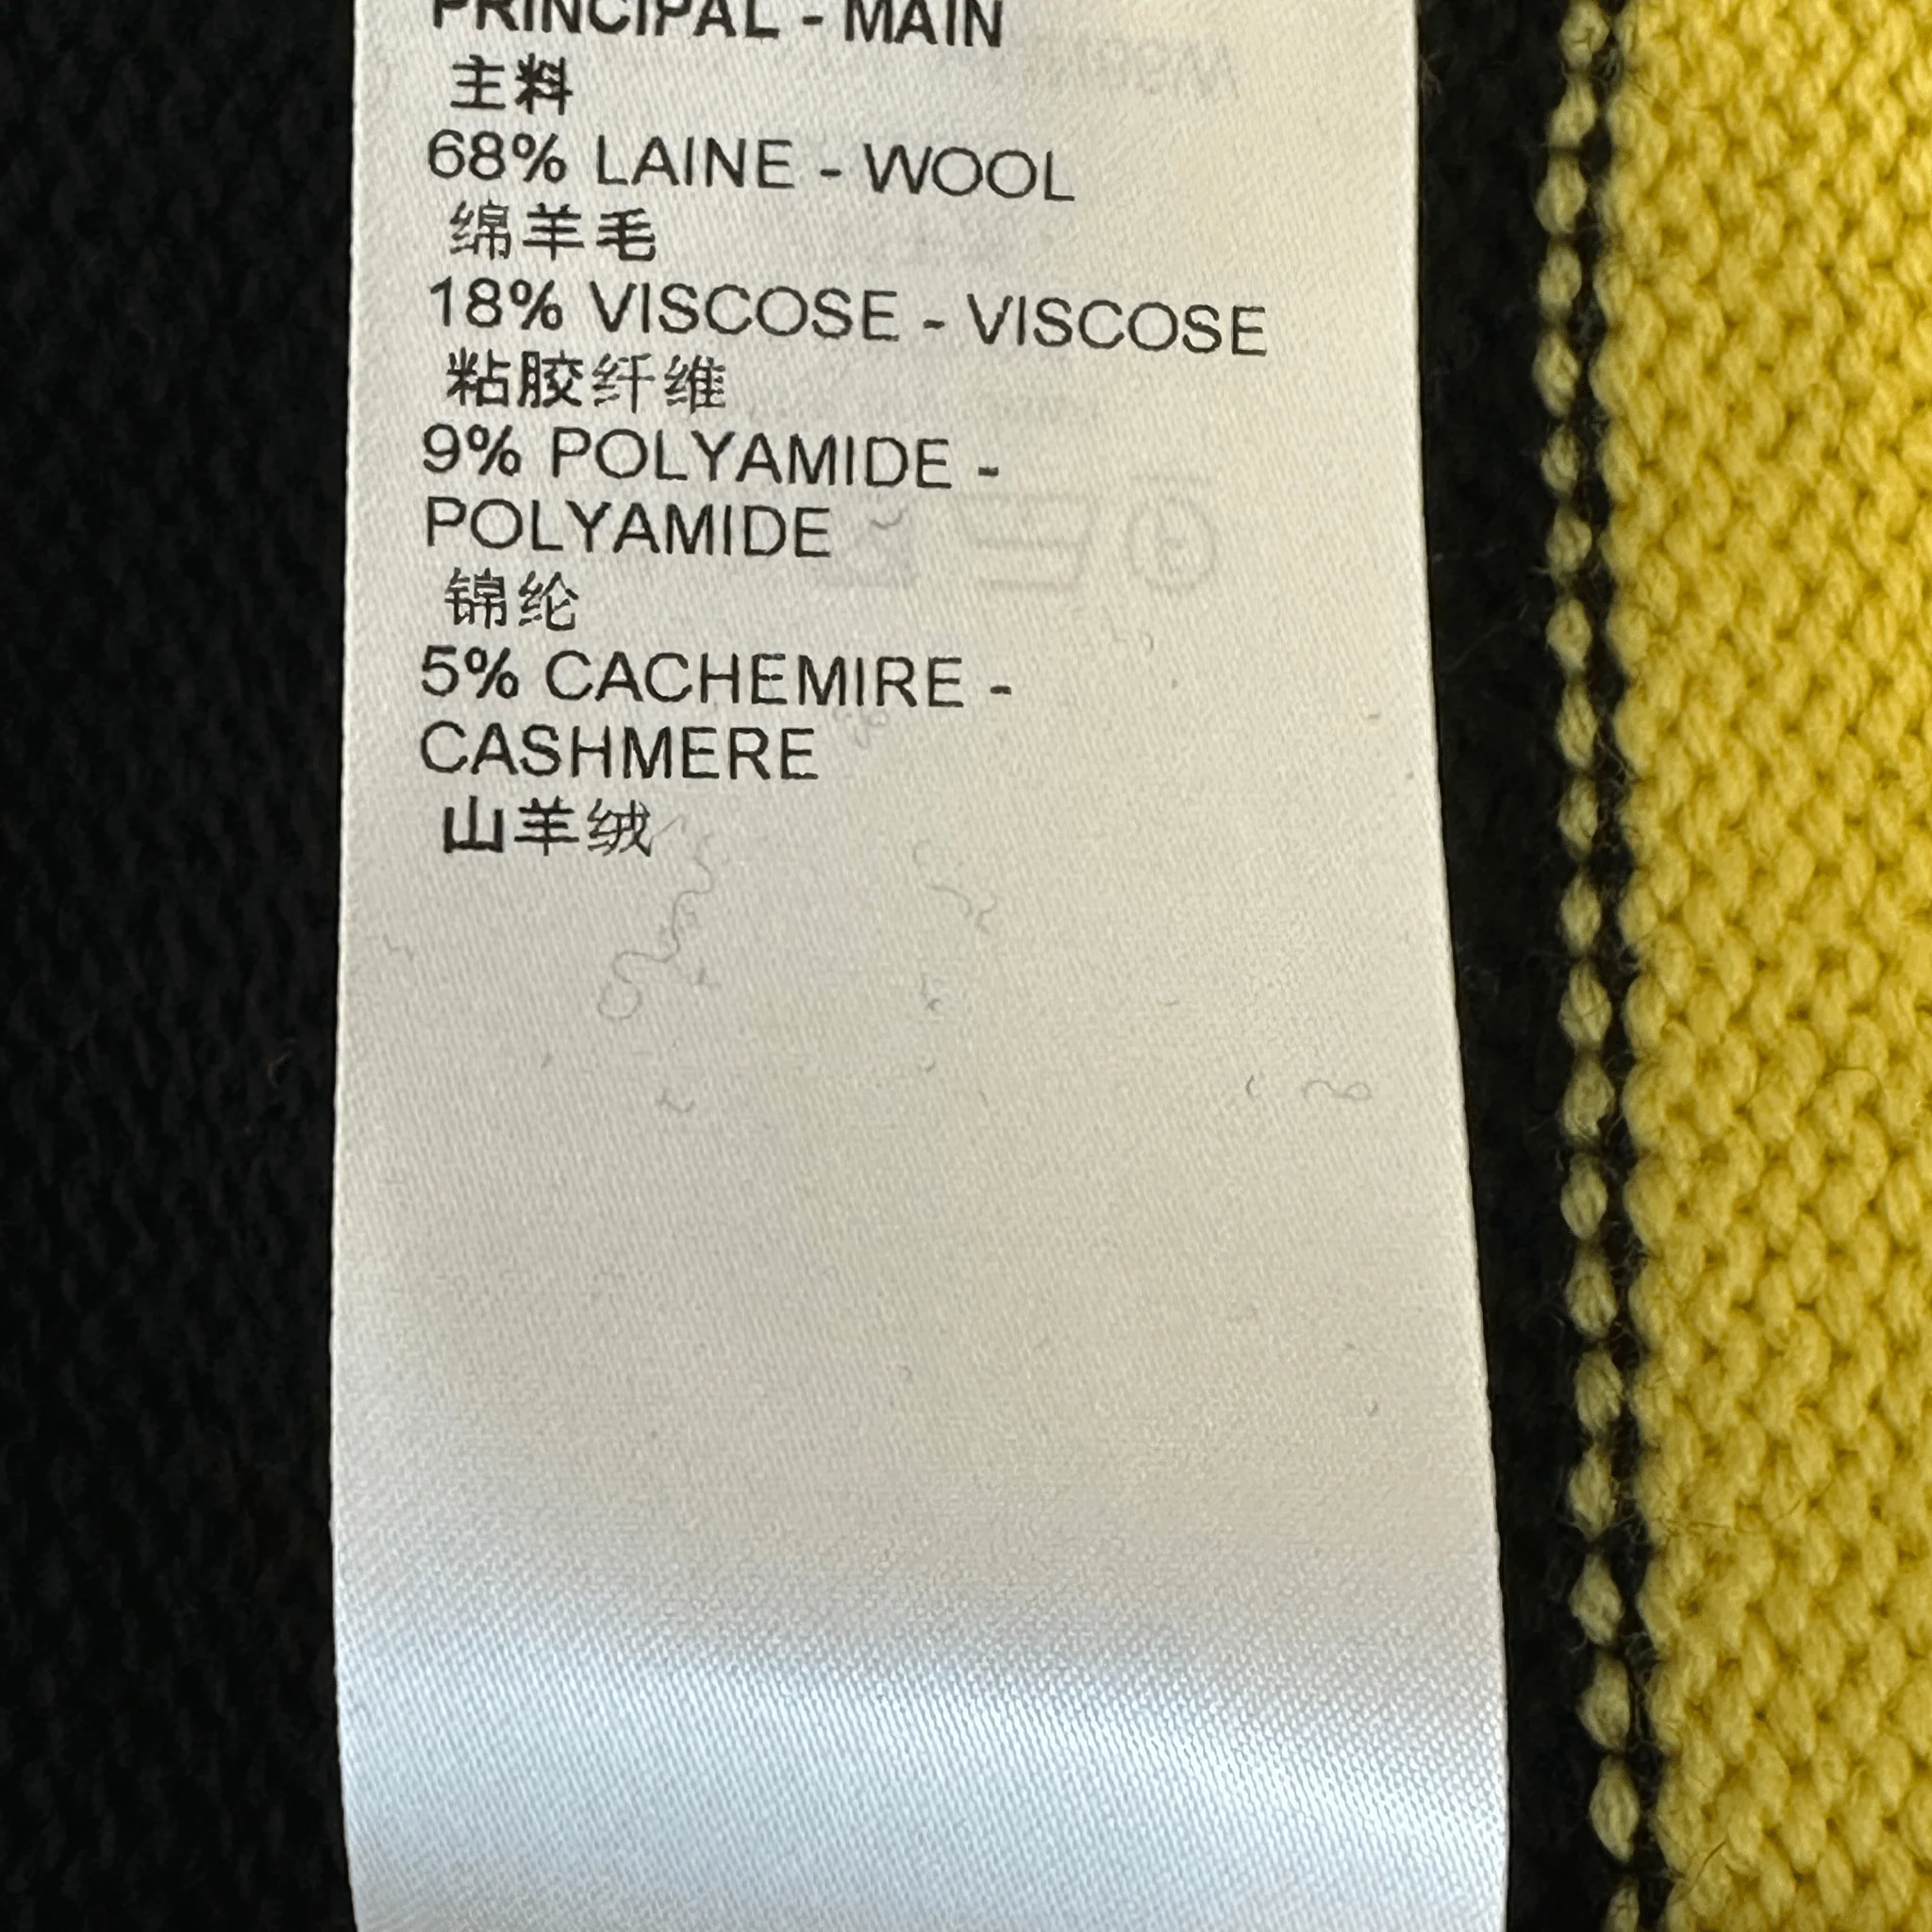 PRINCIPAL - MAIN
主料
68% LAINE - WOOL
绵羊毛
18% VISCOSE - VISCOSE
粘胶纤维
9% POLYAMIDE -
POLYAMIDE
锦纶
5% CACHEMIRE -
CASHMERE
山羊绒